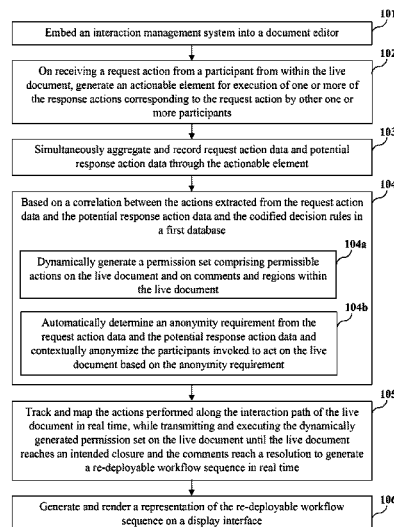 101
Embed an interaction management system into a document editor
102
On receiving a request action from a participant from within the live
document, generate an actionable element for execution of one or more of
the response actions corresponding to the request action by other one or
more participants
103
Simultaneously aggregate and record request action data and potential
response action data through the actionable element
104
Based on a correlation between the actions extracted from the request action
data and the potential response action data and the codified decision rules in
a first database
104a
Dynamically generate a permission set comprising permissible
actions on the live document and on comments and regions within
the live document
104b
Automatically determine an anonymity requirement from the
request action data and the potential response action data and
contextually anonymize the participants invoked to act on the live
document based on the anonymity requirement
105
Track and map the actions performed along the interaction path of the live
document in real time, while transmitting and executing the dynamically
generated permission set on the live document until the live document
reaches an intended closure and the comments reach a resolution to generate
a re-deployable workflow sequence in real time
106
Generate and render a representation of the re-deployable workflow
sequence on a display interface